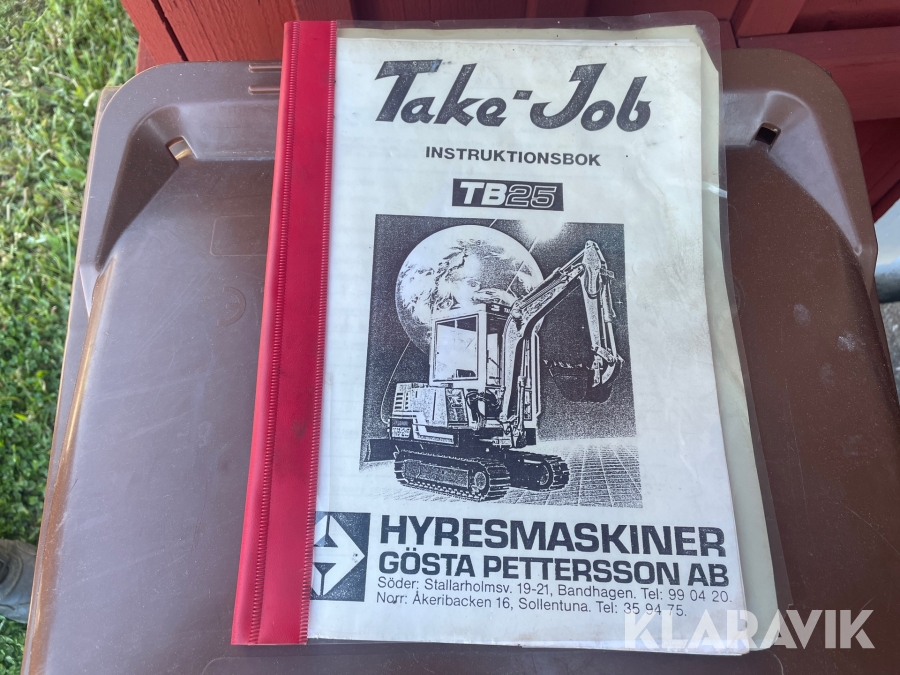 Take-Job
INSTRUKTIONSBOK
TB25
HYRESMASKINER
GÖSTA PETTERSSON AB
Söder: Stallarholmsv. 19-21, Bandhagen. Tel: 99 04 20.
Norr: Åkeribacken 16, Sollentuna. Tel: 35 94 75.
KLARAVIK